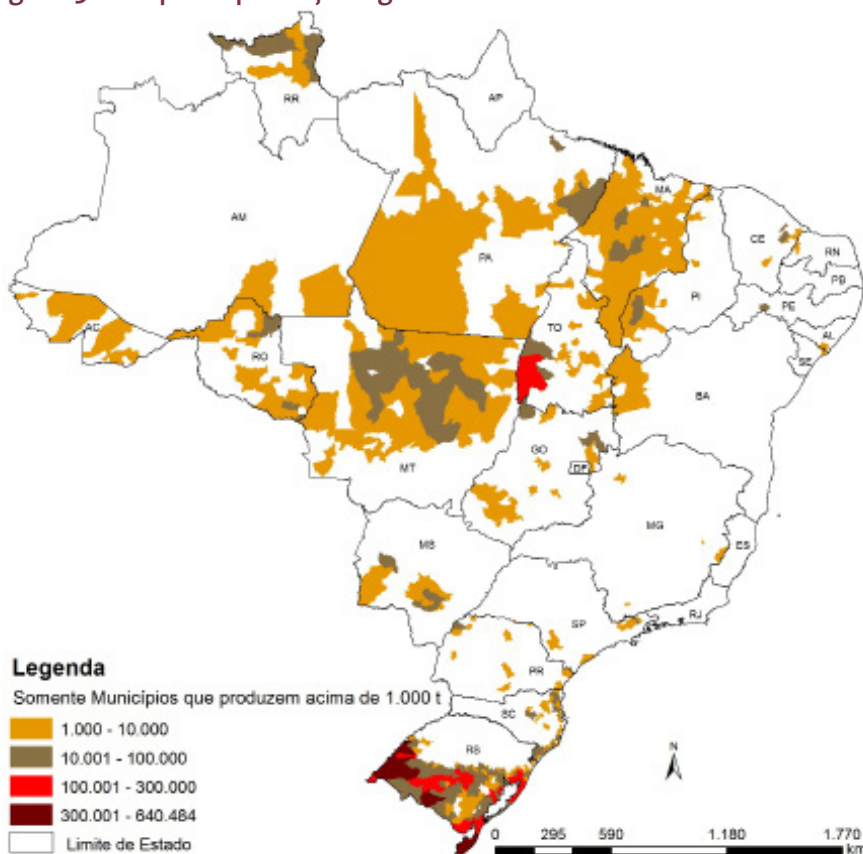 RR
AP
AM
PA
MA
CE
RN
PB
PE
AL
SE
PI
TO
AC
RO
BA
MT
GO
DF
MG
ES
MS
SP
RJ
PR
SC
RS
N
Legenda
Somente Municípios que produzem acima de 1.000 t
1.000 - 10.000
10.001 - 100.000
100.001 - 300.000
300.001 - 640.484
Limite de Estado
0 295 590 1.180 1.770
km